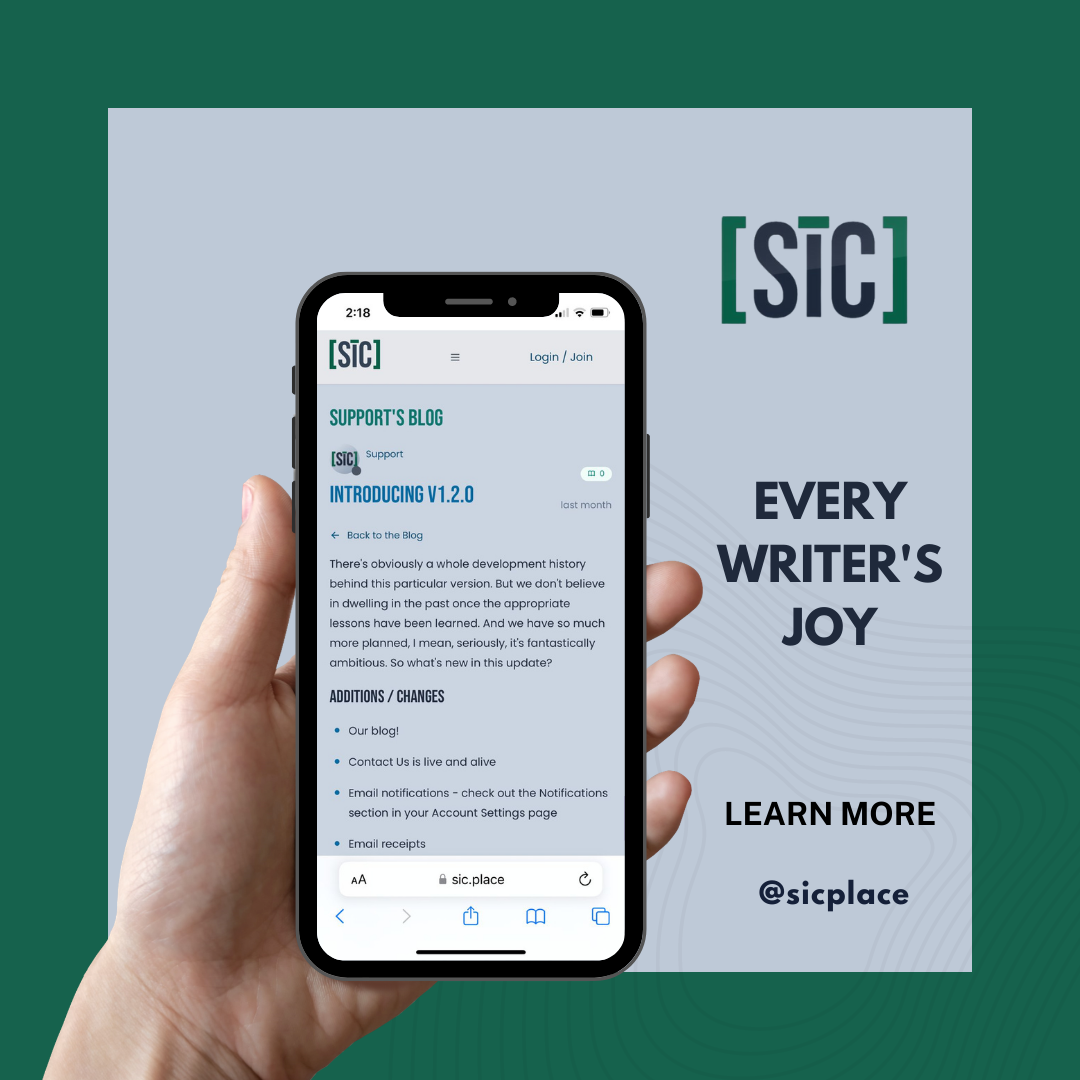 [SīC]
2:18
[SīC]
Login / Join
SUPPORT'S BLOG
[SīC]
Support
0
INTRODUCING V1.2.0
last month
← Back to the Blog
There's obviously a whole development history
behind this particular version. But we don't believe
in dwelling in the past once the appropriate
lessons have been learned. And we have so much
more planned, I mean, seriously, it's fantastically
ambitious. So what's new in this update?
ADDITIONS / CHANGES
• Our blog!
• Contact Us is live and alive
• Email notifications - check out the Notifications
section in your Account Settings page
• Email receipts
AA
sic.place
EVERY
WRITER'S
JOY
LEARN MORE
@sicplace